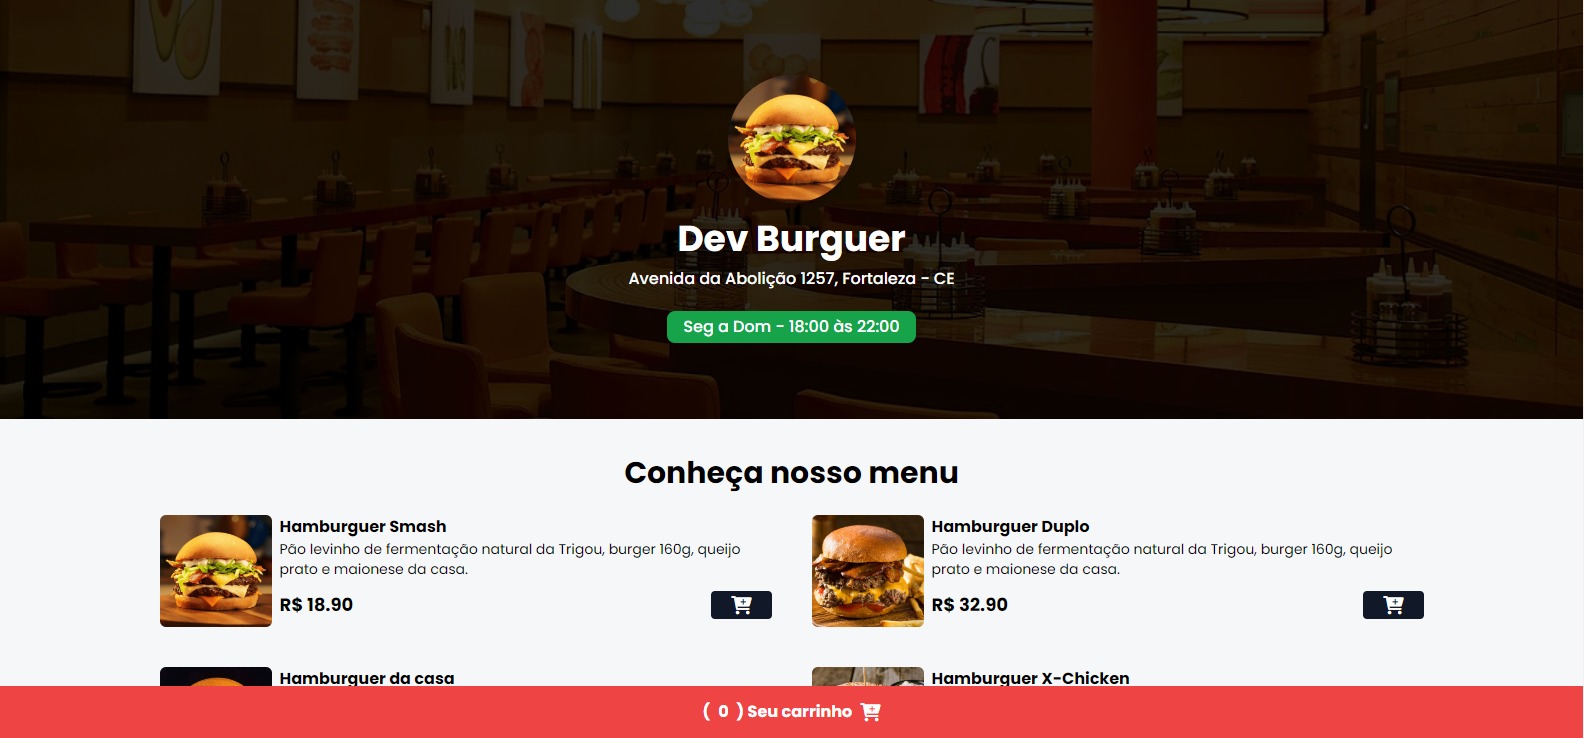 Dev Burguer
Avenida da Abolição 1257, Fortaleza - CE
Seg a Dom - 18:00 às 22:00
Conheça nosso menu
Hamburguer Smash
Pão levinho de fermentação natural da Trigou, burger 160g, queijo
prato e maionese da casa.
R$ 18.90
Hamburguer Duplo
Pão levinho de fermentação natural da Trigou, burger 160g, queijo
prato e maionese da casa.
R$ 32.90
Hamburguer da casa
Hamburguer X-Chicken
( 0 ) Seu carrinho